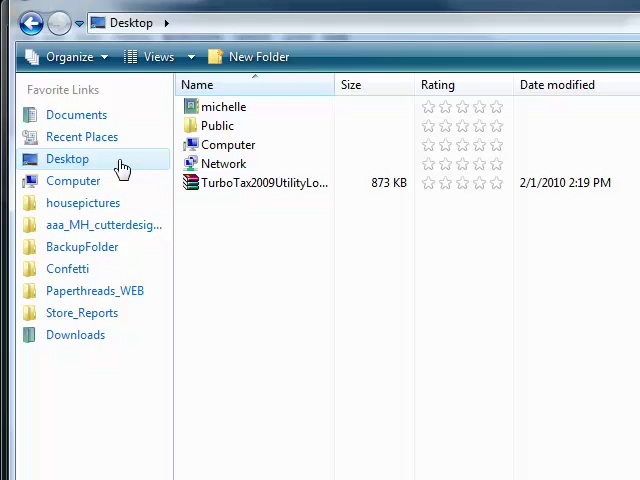 Desktop
Organize Views New Folder
Favorite Links
Documents
Recent Places
Desktop
Computer
housepictures
aaa_MH_cutterdesig...
BackupFolder
Confetti
Paperthreads_WEB
Store_Reports
Downloads
Name Size Rating Date modified
michelle
Public
Computer
Network
TurboTax2009UtilityLo... 873 KB 2/1/2010 2:19 PM